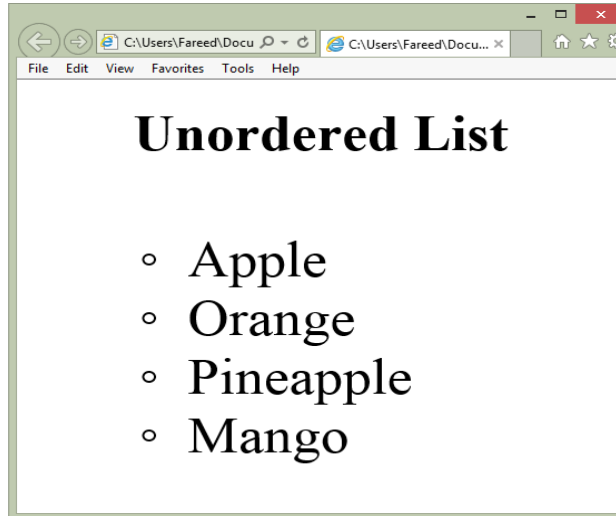 C:\Users\Fareed\Docu
C:\Users\Fareed\Docu...
File Edit View Favorites Tools Help
Unordered List
Apple
Orange
Pineapple
Mango